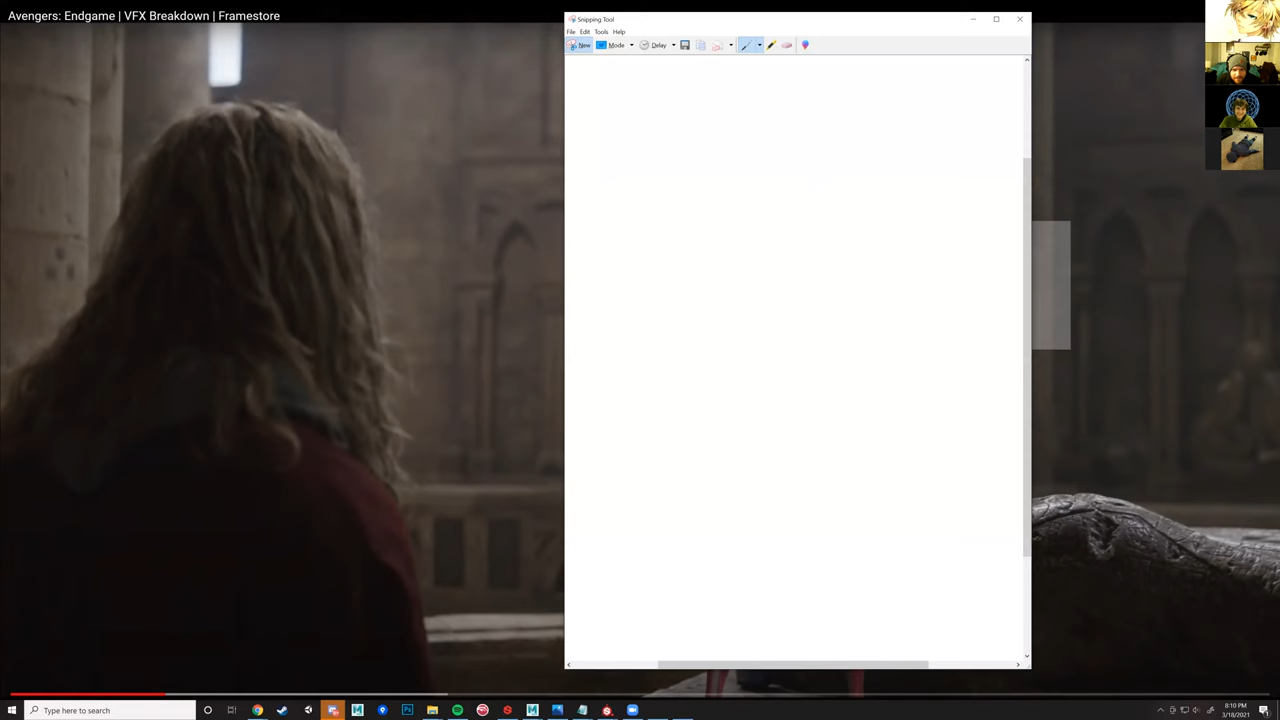 Avengers: Endgame | VFX Breakdown | Framestore
Snipping Tool
File Edit Tools Help
New Mode Delay
Type here to search
8:10 PM
3/18/2021